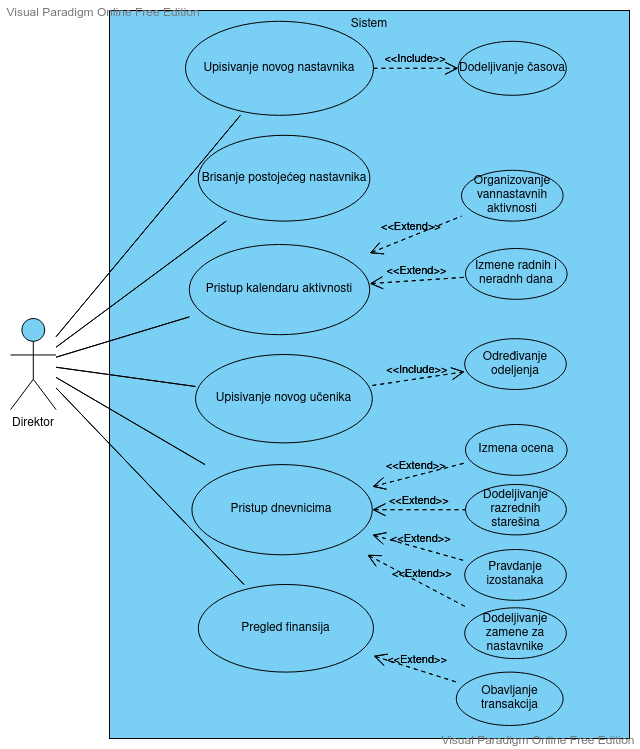 Visual Paradigm Online Free Edition
Sistem
Upisivanje novog nastavnika
<<Include>>
Dodeljivanje časova
Brisanje postojećeg nastavnika
Organizovanje
vannastavnih
aktivnosti
<<Extend>>
Pristup kalendaru aktivnosti
<<Extend>>
Izmene radnih i
neradnh dana
Direktor
Upisivanje novog učenika
<<Include>>
Određivanje
odeljenja
Izmena ocena
<<Extend>>
Pristup dnevnicima
<<Extend>>
Dodeljivanje
razrednih
starešina
<<Extend>>
Pravdanje
izostanaka
<<Extend>>
Dodeljivanje
zamene za
nastavnike
Pregled finansija
<<Extend>>
Obavljanje
transakcija
Visual Paradigm Online Free Edition